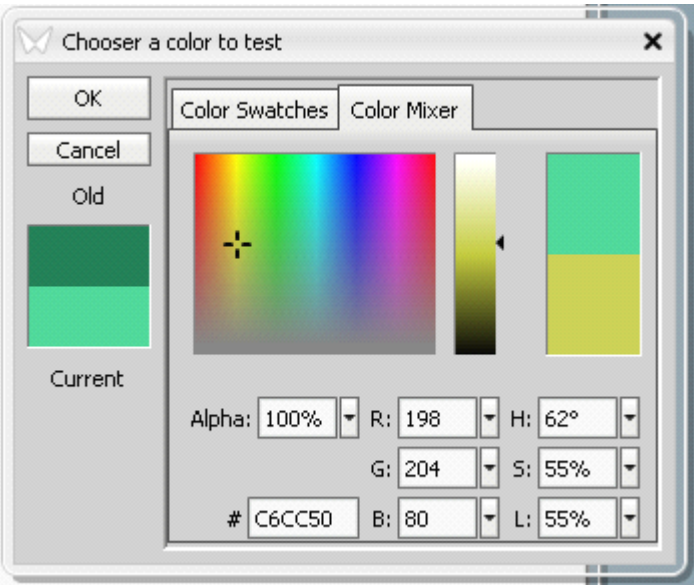 Chooser a color to test
OK
Cancel
Old
Current
Color Swatches Color Mixer
Alpha: 100% R: 198 H: 62°
G: 204 S: 55%
# C6CC50 B: 80 L: 55%